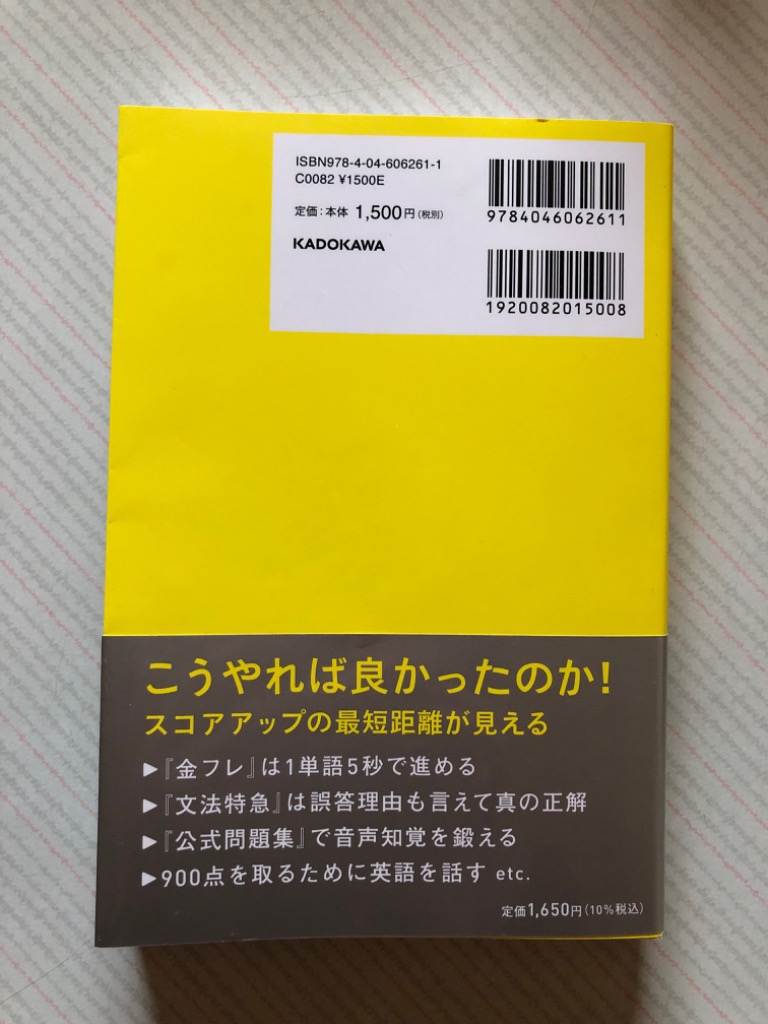 ISBN978-4-04-606261-1
C0082 ¥1500E
定価：本体 1,500円（税別）
KADOKAWA
9784046062611
1920082015008
こうやれば良かったのか！
スコアアップの最短距離が見える
▶『金フレ』は1単語5秒で進める
▶『文法特急』は誤答理由も言えて真の正解
▶『公式問題集』で音声知覚を鍛える
▶900点を取るために英語を話す etc.
定価1,650円（10%税込）